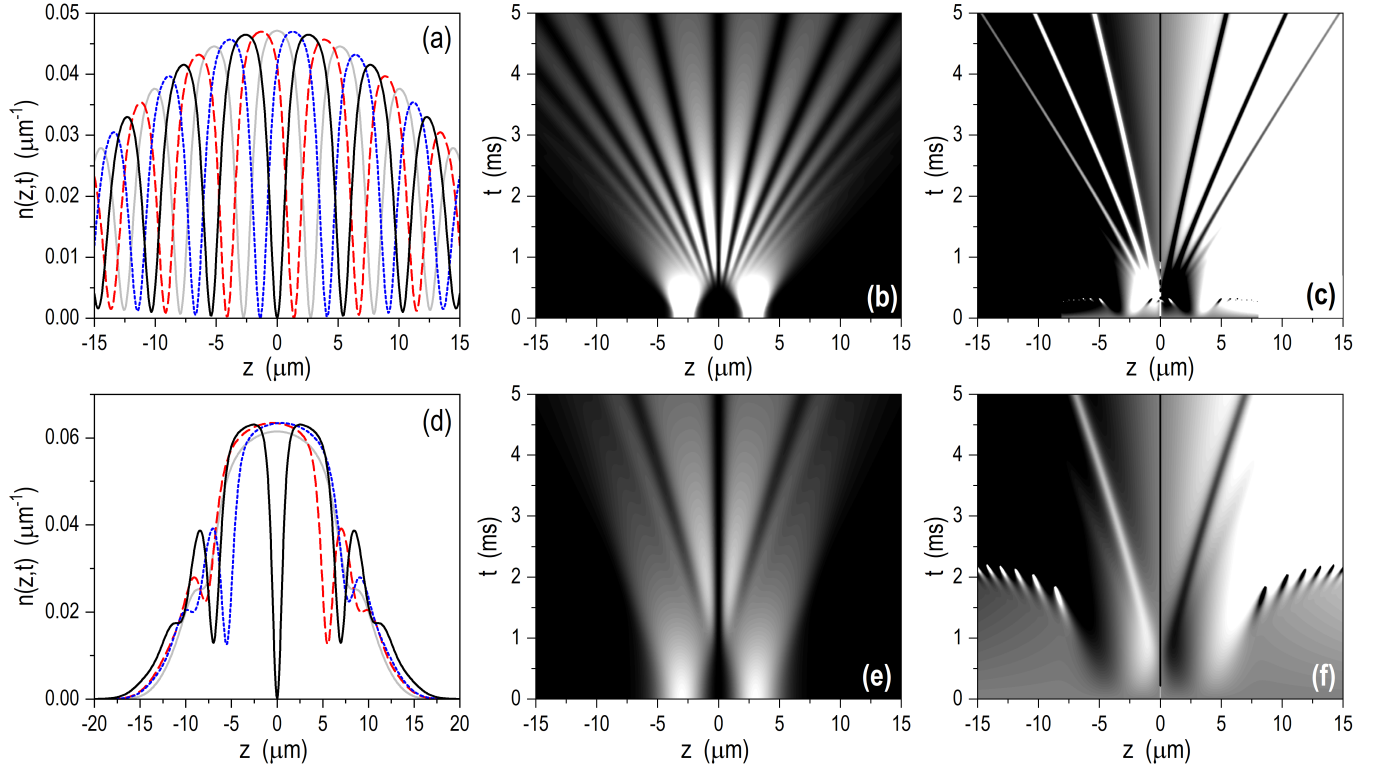 (a)
n(z,t) (μm⁻¹)
0.05
0.04
0.03
0.02
0.01
0.00
-15 -10 -5 0 5 10 15
z (μm)
(b)
t (ms)
5
4
3
2
1
0
-15 -10 -5 0 5 10 15
z (μm)
(c)
t (ms)
5
4
3
2
1
0
-15 -10 -5 0 5 10 15
z (μm)
(d)
n(z,t) (μm⁻¹)
0.06
0.04
0.02
0.00
-20 -15 -10 -5 0 5 10 15 20
z (μm)
(e)
t (ms)
5
4
3
2
1
0
-15 -10 -5 0 5 10 15
z (μm)
(f)
t (ms)
5
4
3
2
1
0
-15 -10 -5 0 5 10 15
z (μm)